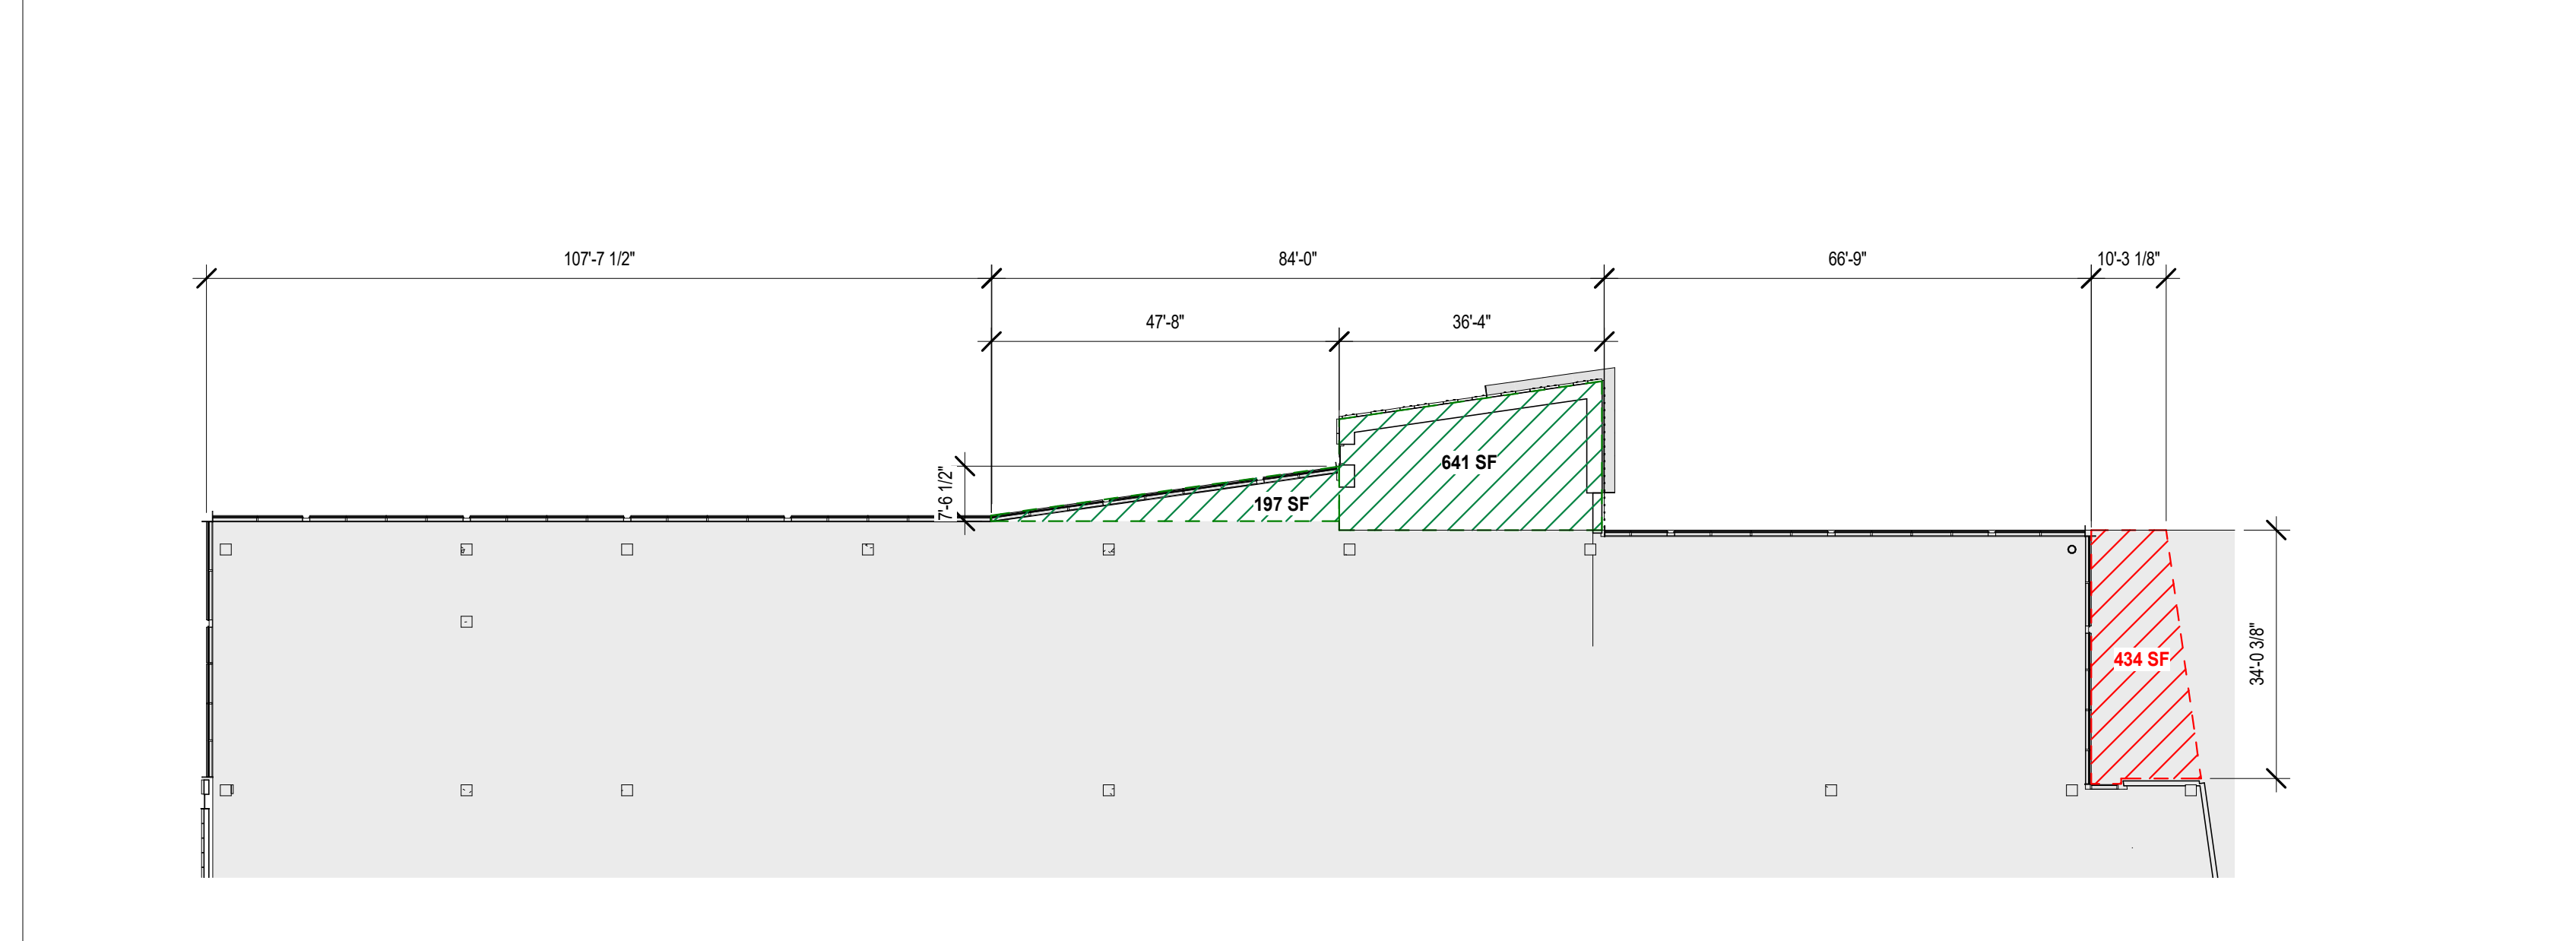 107'-7 1/2"
84'-0"
66'-9"
10'-3 1/8"
47'-8"
36'-4"
7'-6 1/2"
641 SF
197 SF
434 SF
34'-0 3/8"